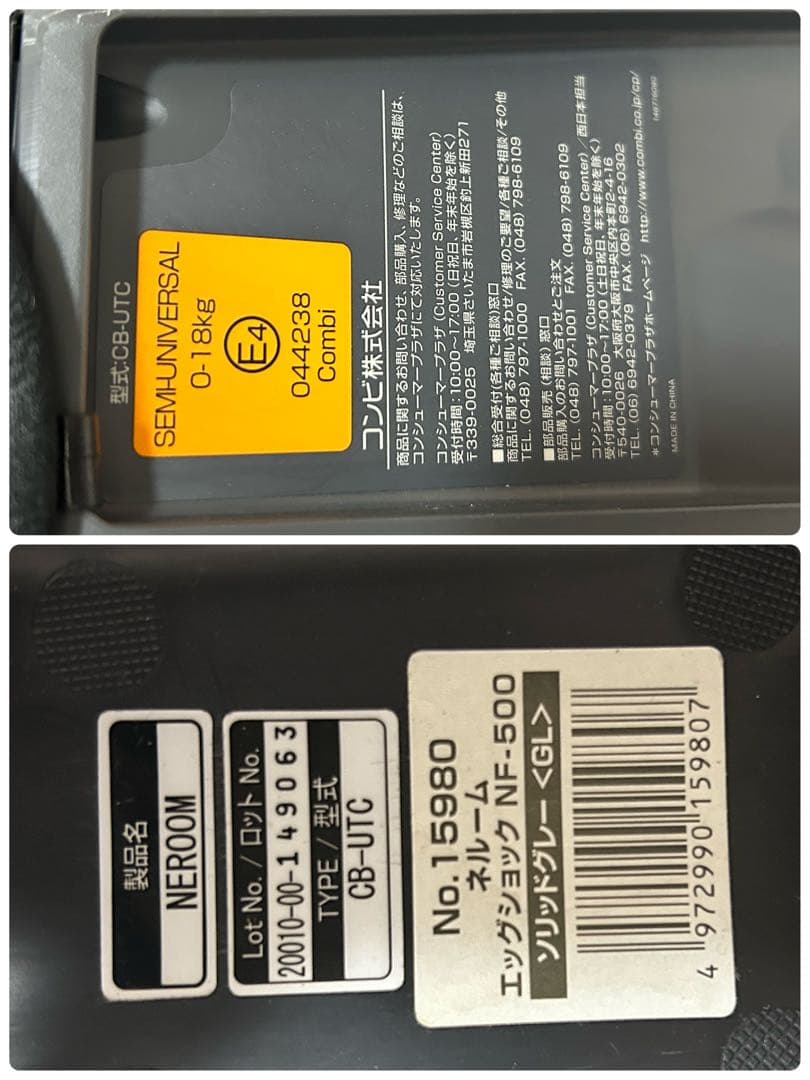 型式:CB-UTC
SEMI-UNIVERSAL
0-18kg
E4
044238
Combi
コンビ株式会社
商品に関するお問い合わせ、部品購入、修理などのご相談は、
コンシューマープラザにて対応いたします。
コンシューマープラザ(Customer Service Center)
受付時間:10:00~17:00(日祝日、年末年始を除く)
〒339-0025 埼玉県さいたま市岩槻区釣上新田271
■総合受付(各種ご相談)窓口
商品に関するお問い合わせ/修理のご要望/各種ご相談/その他
TEL.(048)797-1000 FAX.(048)798-6109
■部品販売(相談)窓口
部品購入のお問い合わせとご注文
TEL.(048)797-1001 FAX.(048)798-6109
コンシューマープラザ(Customer Service Center)/西日本担当
受付時間:10:00~17:00(土日祝日、年末年始を除く)
〒540-0026 大阪府大阪市中央区内本町2-4-16
TEL.(06)6942-0379 FAX.(06)6942-0302
*コンシューマープラザホームページ http://www.combi.co.jp/cp/
MADE IN CHINA
製品名
NEROOM
Lot No. / ロット No.
20010-00-149063
TYPE / 型式
CB-UTC
No.15980
ネルーム
エッグショック NF-500
ソリッドグレー<GL>
4 972990 159807